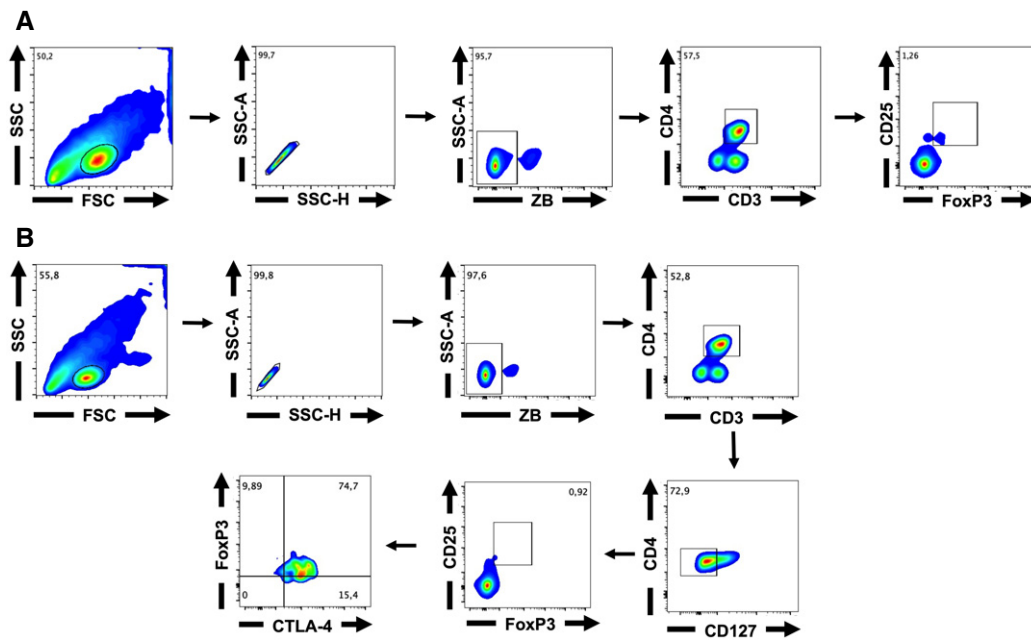 A
50,2
SSC
FSC
99,7
SSC-A
SSC-H
95,7
SSC-A
ZB
57,5
CD4
CD3
1,26
CD25
FoxP3
B
55,8
SSC
FSC
99,8
SSC-A
SSC-H
97,6
SSC-A
ZB
52,8
CD4
CD3
9,89 74,7
FoxP3
0 15,4
CTLA-4
0,92
CD25
FoxP3
72,9
CD4
CD127